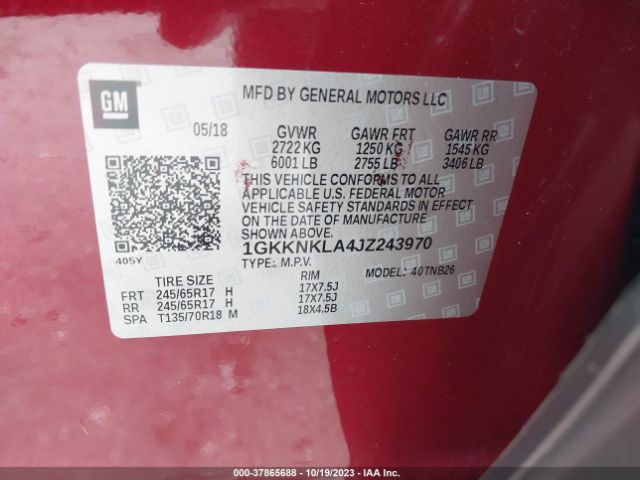 GM
MFD BY GENERAL MOTORS LLC
05/18 GVWR GAWR FRT GAWR RR
2722 KG 1250 KG 1545 KG
6001 LB 2755 LB 3406 LB
THIS VEHICLE CONFORMS TO ALL
APPLICABLE U.S. FEDERAL MOTOR
VEHICLE SAFETY STANDARDS IN EFFECT
ON THE DATE OF MANUFACTURE
SHOWN ABOVE.
405Y 1GKKNKLA4JZ243970
TYPE: M.P.V. MODEL: 40TNB26
TIRE SIZE RIM
FRT 245/65R17 H 17X7.5J
RR 245/65R17 H 17X7.5J
SPA T135/70R18 M 18X4.5B
000-37865688 - 10/19/2023 - IAA Inc.